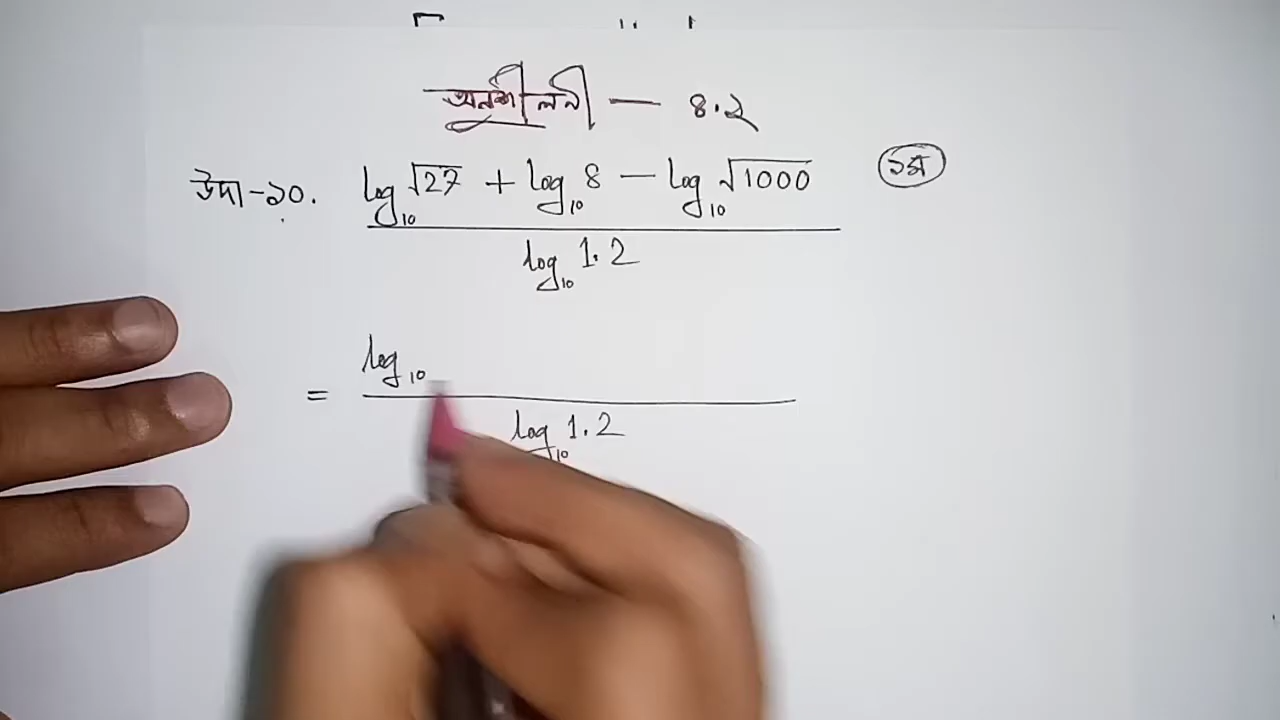 অনুশীলনী — ৪.২
উদা-১০. log₁₀√27 + log₁₀8 − log₁₀√1000 ১ম
log₁₀1.2
log₁₀
=
log₁₀1.2